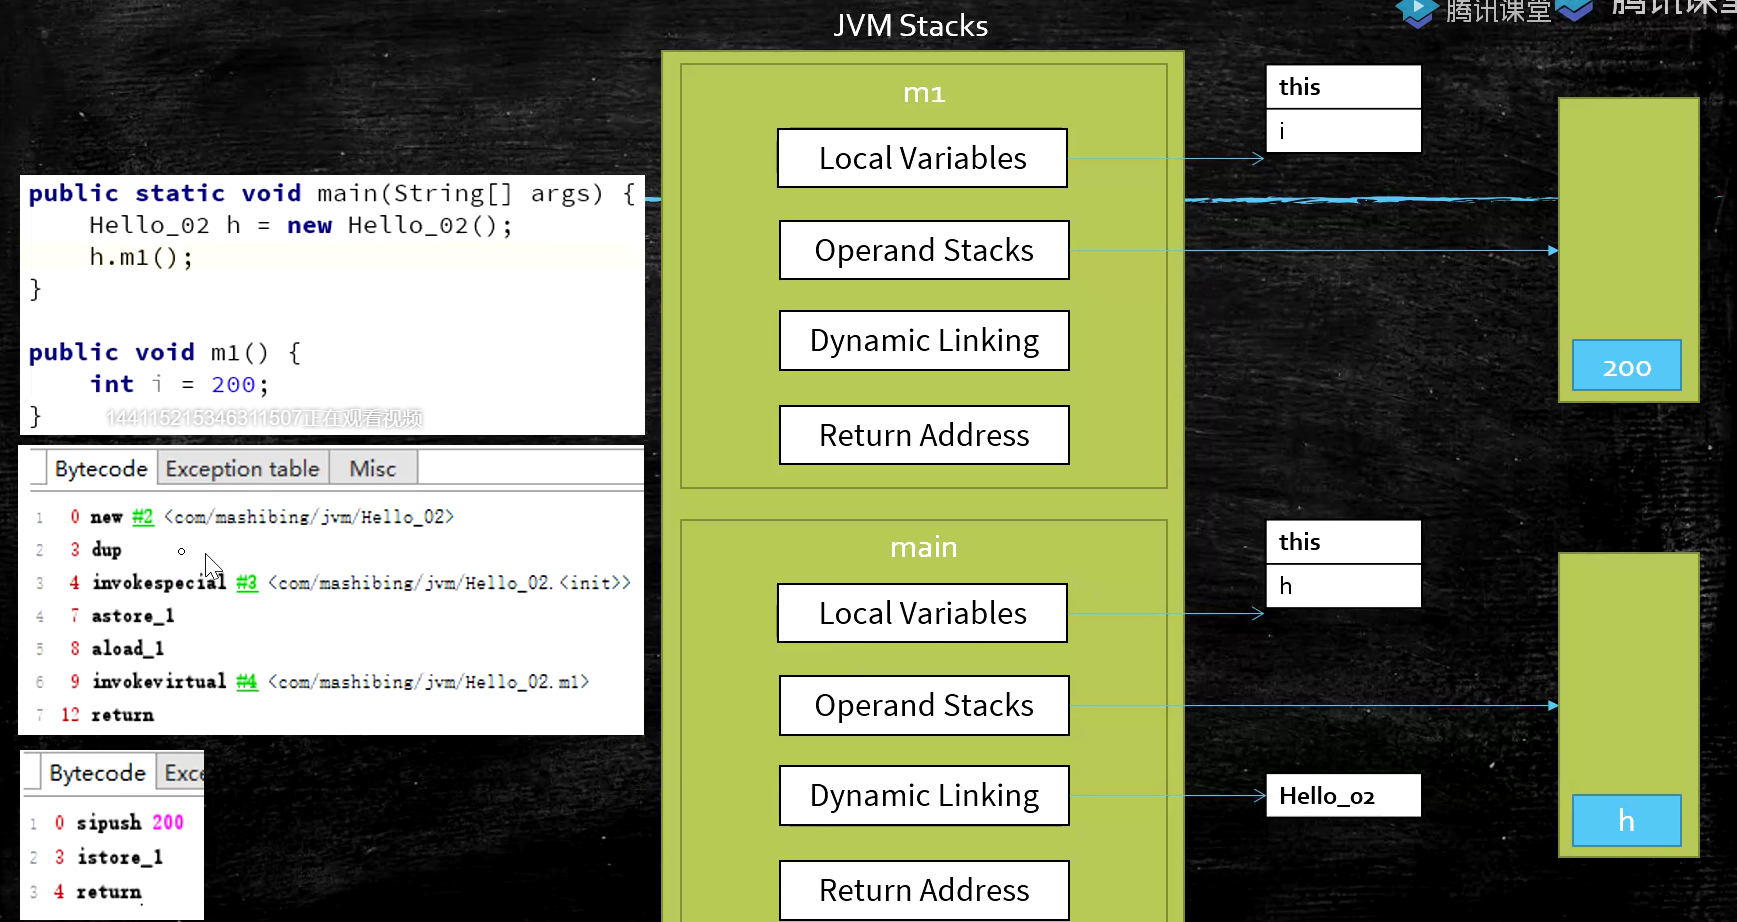 JVM Stacks
腾讯课堂
腾讯课堂
public static void main(String[] args) {
Hello_02 h = new Hello_02();
h.m1();
}
public void m1() {
int i = 200;
}
144115215346311507正在观看视频
Bytecode Exception table Misc
1 0 new #2 <com/mashibing/jvm/Hello_02>
2 3 dup
3 4 invokespecial #3 <com/mashibing/jvm/Hello_02.<init>>
4 7 astore_1
5 8 aload_1
6 9 invokevirtual #4 <com/mashibing/jvm/Hello_02.m1>
7 12 return
Bytecode Exce
1 0 sipush 200
2 3 istore_1
3 4 return
m1
Local Variables
Operand Stacks
Dynamic Linking
Return Address
this
i
200
main
Local Variables
Operand Stacks
Dynamic Linking
Return Address
this
h
Hello_02
h